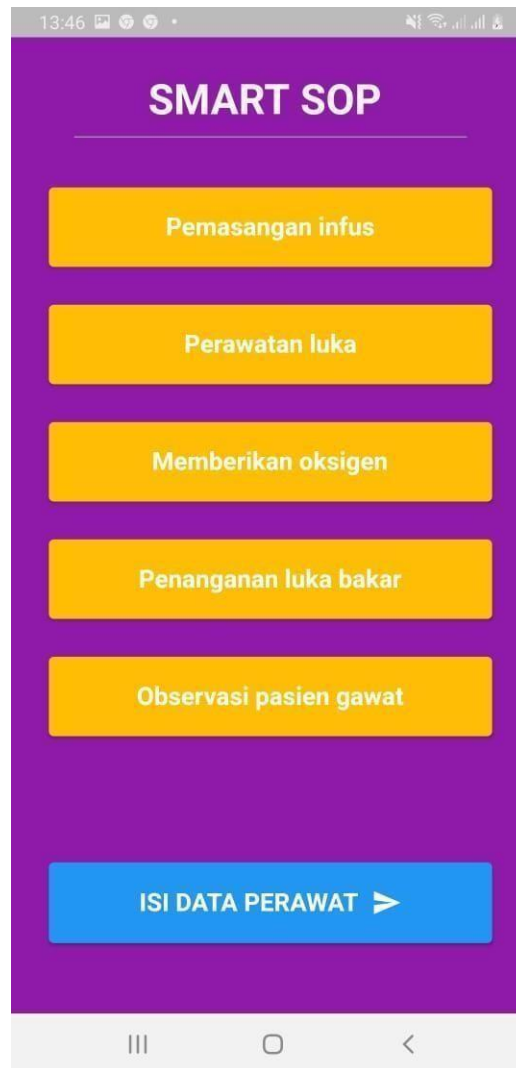 13:46
SMART SOP
Pemasangan infus
Perawatan luka
Memberikan oksigen
Penanganan luka bakar
Observasi pasien gawat
ISI DATA PERAWAT